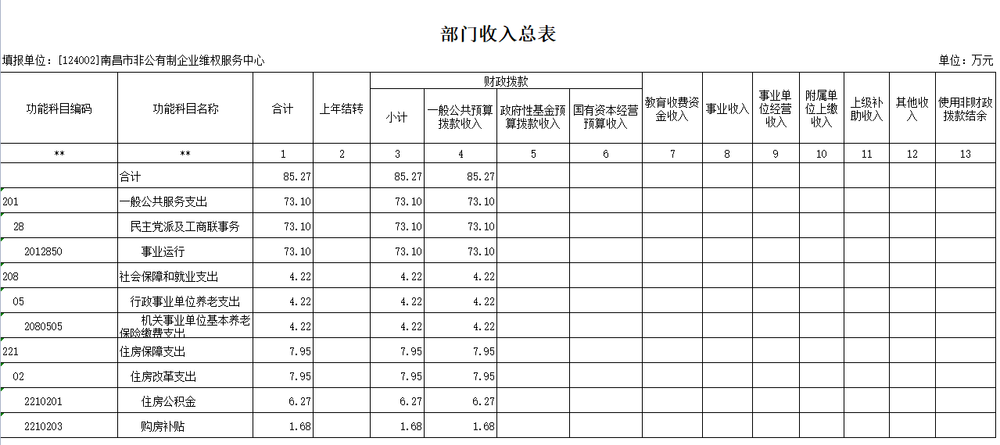 部门收入总表
填报单位：[124002]南昌市非公有制企业维权服务中心 单位：万元
功能科目编码 功能科目名称 合计 上年结转 财政拨款 教育收费资金收入 事业收入 事业单位经营收入 附属单位上缴收入 上级补助收入 其他收入 使用非财政拨款结余
小计 一般公共预算拨款收入 政府性基金预算拨款收入 国有资本经营预算收入
** ** 1 2 3 4 5 6 7 8 9 10 11 12 13
合计 85.27 85.27 85.27
201 一般公共服务支出 73.10 73.10 73.10
28 民主党派及工商联事务 73.10 73.10 73.10
2012850 事业运行 73.10 73.10 73.10
208 社会保障和就业支出 4.22 4.22 4.22
05 行政事业单位养老支出 4.22 4.22 4.22
2080505 机关事业单位基本养老保险缴费支出 4.22 4.22 4.22
221 住房保障支出 7.95 7.95 7.95
02 住房改革支出 7.95 7.95 7.95
2210201 住房公积金 6.27 6.27 6.27
2210203 购房补贴 1.68 1.68 1.68